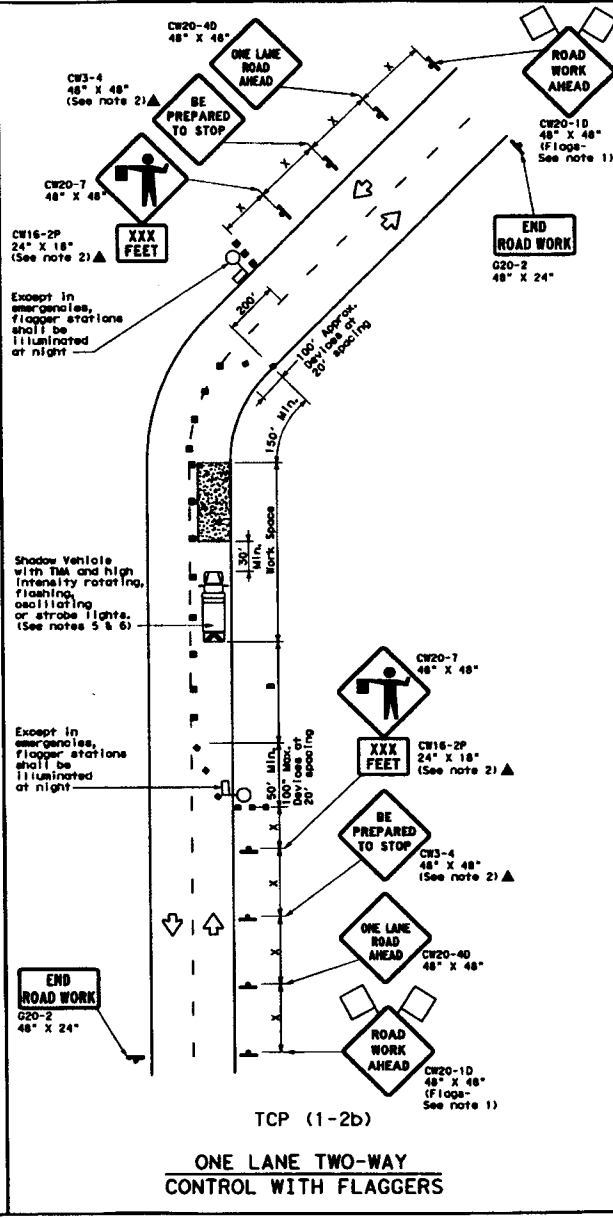 CW20-4D
48" X 48"
ONE LANE
ROAD
AHEAD
CW3-4
48" X 48"
(See note 2)▲
BE
PREPARED
TO STOP
CW20-7
48" X 48"
CW16-2P
24" X 18"
(See note 2)▲
XXX
FEET
X
X
X
X
ROAD
WORK
AHEAD
CW20-1D
48" X 48"
(Flags-
See note 1)
END
ROAD WORK
G20-2
48" X 24"
Except in
emergencies,
flagger stations
shall be
illuminated
at night
200'
100' Approx.
Devices at
20' spacing
150' Min.
Work Space
30'
Min.
Shadow Vehicle
with TMA and high
intensity rotating,
flashing,
oscillating
or strobe lights.
(See notes 5 & 6)
B
CW20-7
48" X 48"
XXX
FEET
CW16-2P
24" X 18"
(See note 2)▲
Except in
emergencies,
flagger stations
shall be
illuminated
at night
50' Min.
100" Max.
Devices at
20' spacing
X
X
X
X
BE
PREPARED
TO STOP
CW3-4
48" X 48"
(See note 2)▲
ONE LANE
ROAD
AHEAD
CW20-4D
48" X 48"
END
ROAD WORK
G20-2
48" X 24"
ROAD
WORK
AHEAD
CW20-1D
48" X 48"
(Flags-
See note 1)
TCP (1-2b)
ONE LANE TWO-WAY
CONTROL WITH FLAGGERS